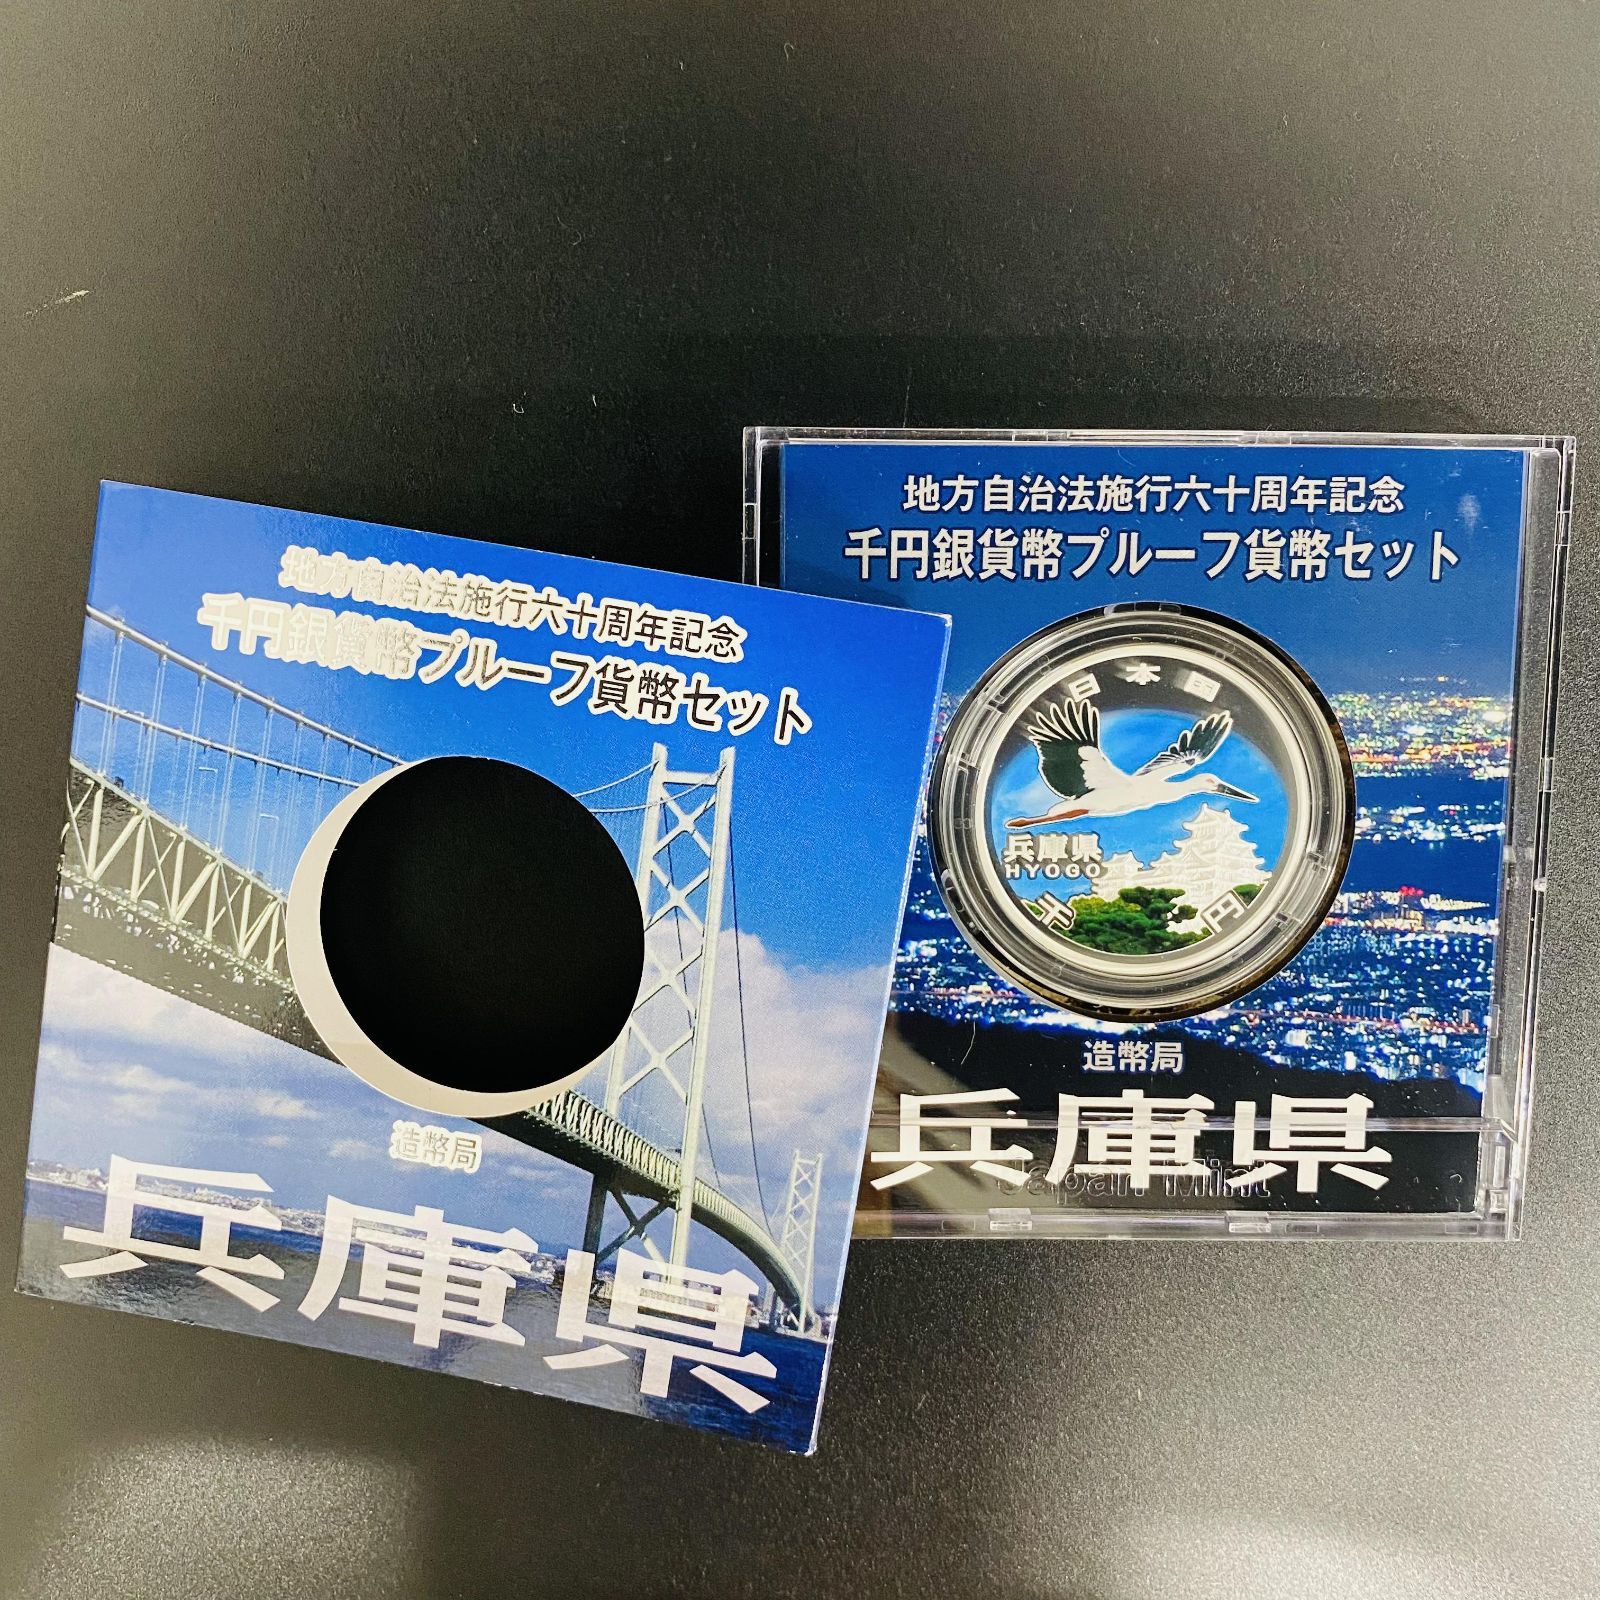 地方自治法施行六十周年記念
千円銀貨幣プルーフ貨幣セット
造幣局
兵庫県
地方自治法施行六十周年記念
千円銀貨幣プルーフ貨幣セット
日本国
兵庫県
HYOGO
千円
造幣局
兵庫県
Japan Mint